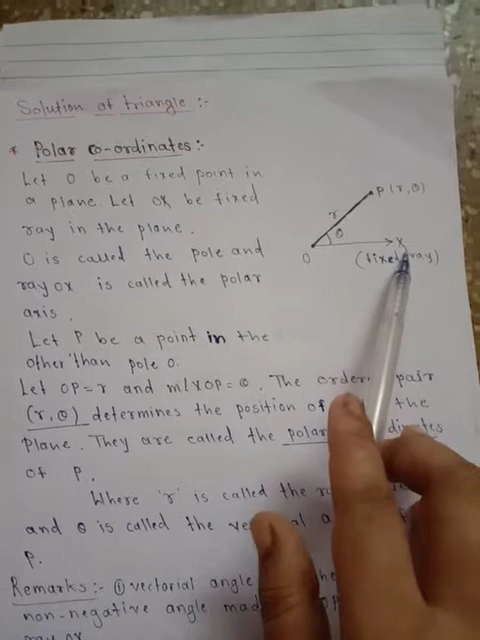 Solution of triangle :-
* Polar co-ordinates :-
Let O be a fixed point in
a plane. Let OX be fixed
ray in the plane.
O is called the pole and
ray OX is called the polar
axis.
P(r,θ)
r
θ
O
X
(fixed ray)
Let P be a point in the
other than pole O.
Let OP=r and m∠XOP=θ. The order pair
(r,θ) determines the position of the
plane. They are called the polar
of P.
Where 'r' is called the
and θ is called the
P.
Remarks :- ① vectorial angle
non-negative angle
ray OX